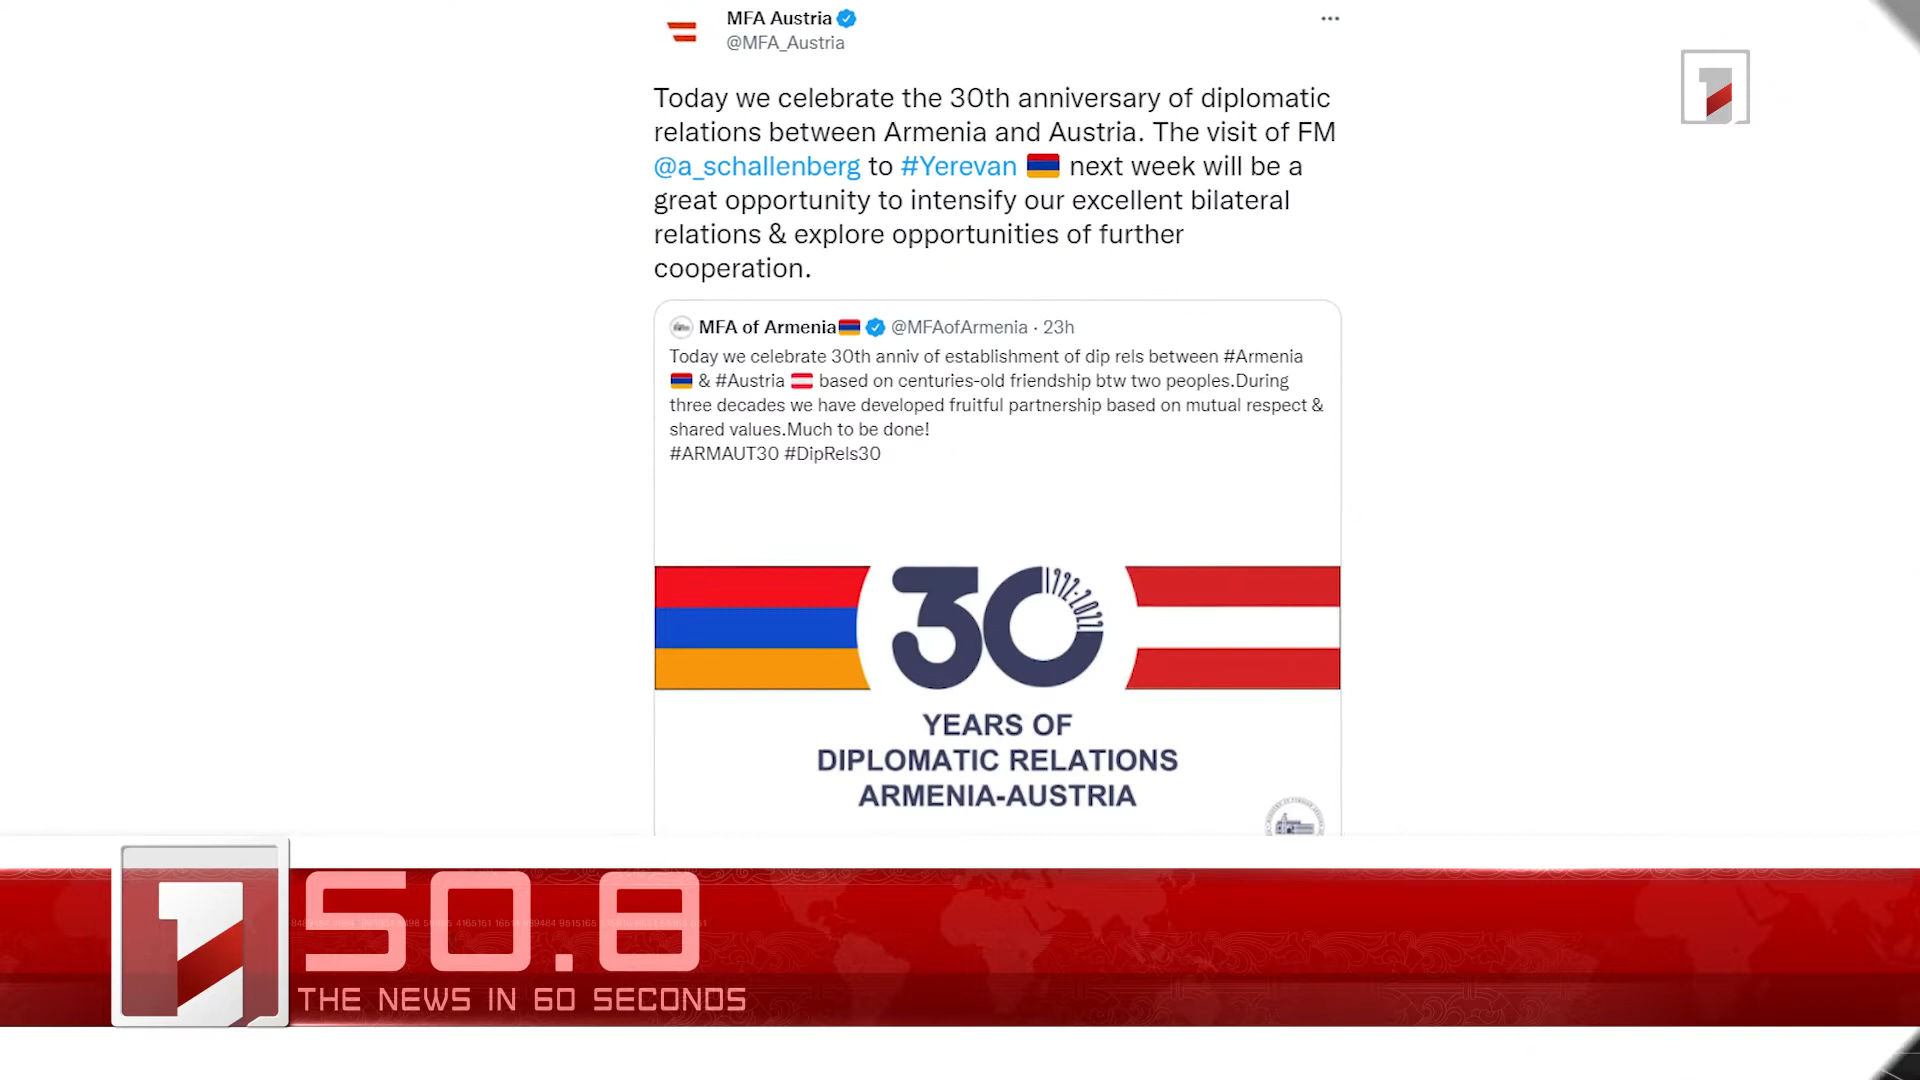 MFA Austria
@MFA_Austria
Today we celebrate the 30th anniversary of diplomatic
relations between Armenia and Austria. The visit of FM
@a_schallenberg to #Yerevan 🇦🇲 next week will be a
great opportunity to intensify our excellent bilateral
relations & explore opportunities of further
cooperation.
MFA of Armenia🇦🇲 @MFAofArmenia · 23h
Today we celebrate 30th anniv of establishment of dip rels between #Armenia
🇦🇲 & #Austria 🇦🇹 based on centuries-old friendship btw two peoples.During
three decades we have developed fruitful partnership based on mutual respect &
shared values.Much to be done!
#ARMAUT30 #DipRels30
30
1992-2022
YEARS OF
DIPLOMATIC RELATIONS
ARMENIA-AUSTRIA
50.8
THE NEWS IN 60 SECONDS